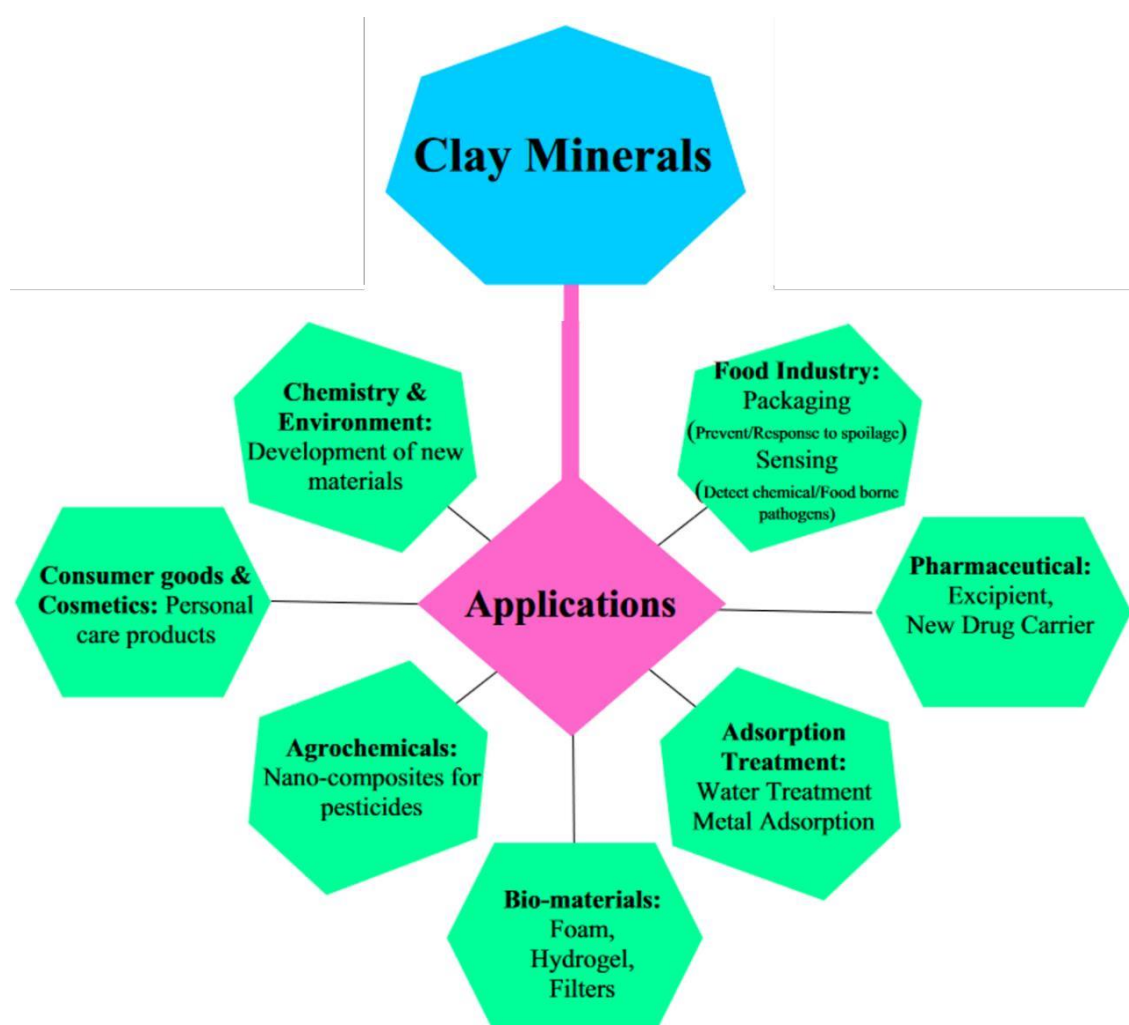 Clay Minerals
Chemistry &
Environment:
Development of new
materials
Food Industry:
Packaging
(Prevent/Response to spoilage)
Sensing
(Detect chemical/Food borne
pathogens)
Consumer goods &
Cosmetics: Personal
care products
Applications
Pharmaceutical:
Excipient,
New Drug Carrier
Agrochemicals:
Nano-composites for
pesticides
Adsorption
Treatment:
Water Treatment
Metal Adsorption
Bio-materials:
Foam,
Hydrogel,
Filters